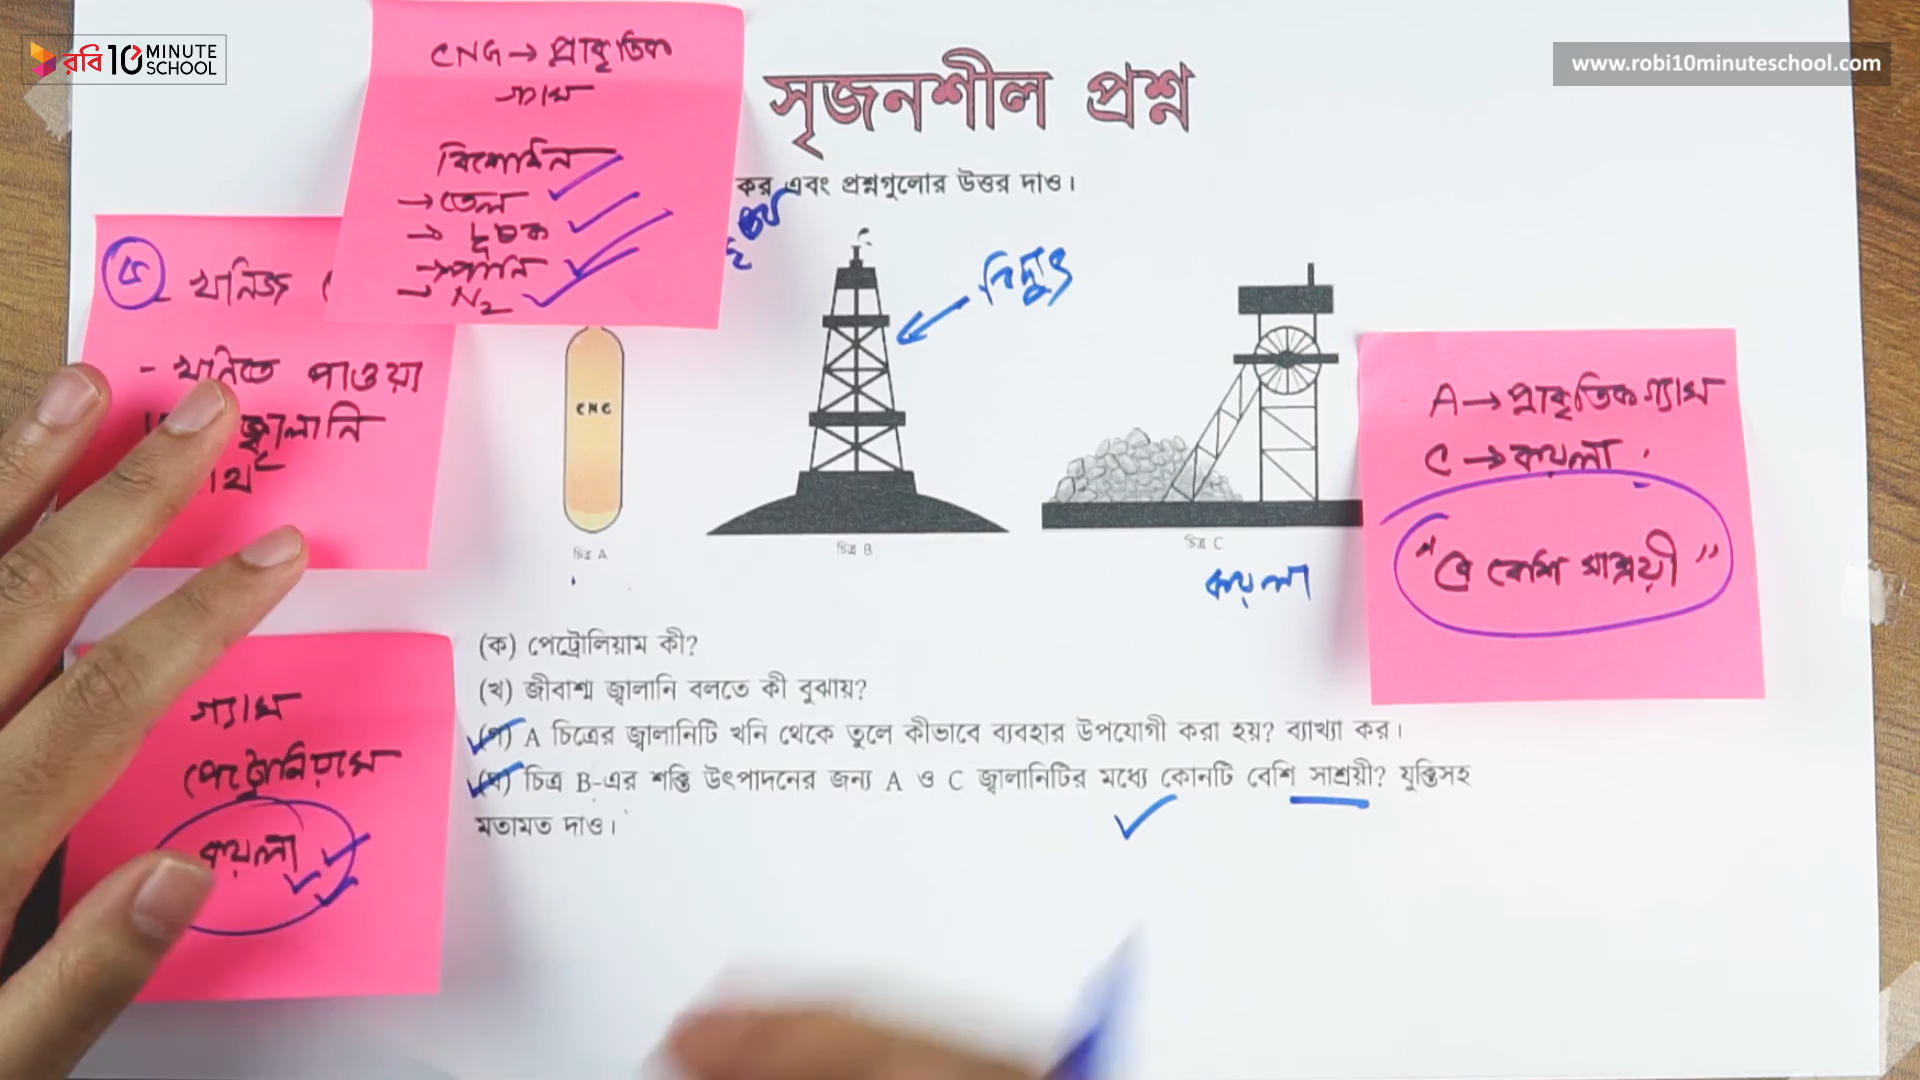 রবি 10 MINUTE SCHOOL
www.robi10minuteschool.com
সৃজনশীল প্রশ্ন
কর এবং প্রশ্নগুলোর উত্তর দাও।
CNG → প্রাকৃতিক
গ্যাস
বিশোধন
→ তেল
→
→ পানি
→ N2
খনিজ
- খনিতে পাওয়া
জ্বালানি
বিদ্যুৎ
CNG
চিত্র A
চিত্র B
চিত্র C
কয়লা
A → প্রাকৃতিক গ্যাস
C → কয়লা
" C বেশি সাশ্রয়ী "
গ্যাস
পেট্রোলিয়াম
কয়লা
(ক) পেট্রোলিয়াম কী?
(খ) জীবাশ্ম জ্বালানি বলতে কী বুঝায়?
(গ) A চিত্রের জ্বালানিটি খনি থেকে তুলে কীভাবে ব্যবহার উপযোগী করা হয়? ব্যাখ্যা কর।
(ঘ) চিত্র B-এর শক্তি উৎপাদনের জন্য A ও C জ্বালানিটির মধ্যে কোনটি বেশি সাশ্রয়ী? যুক্তিসহ
মতামত দাও।